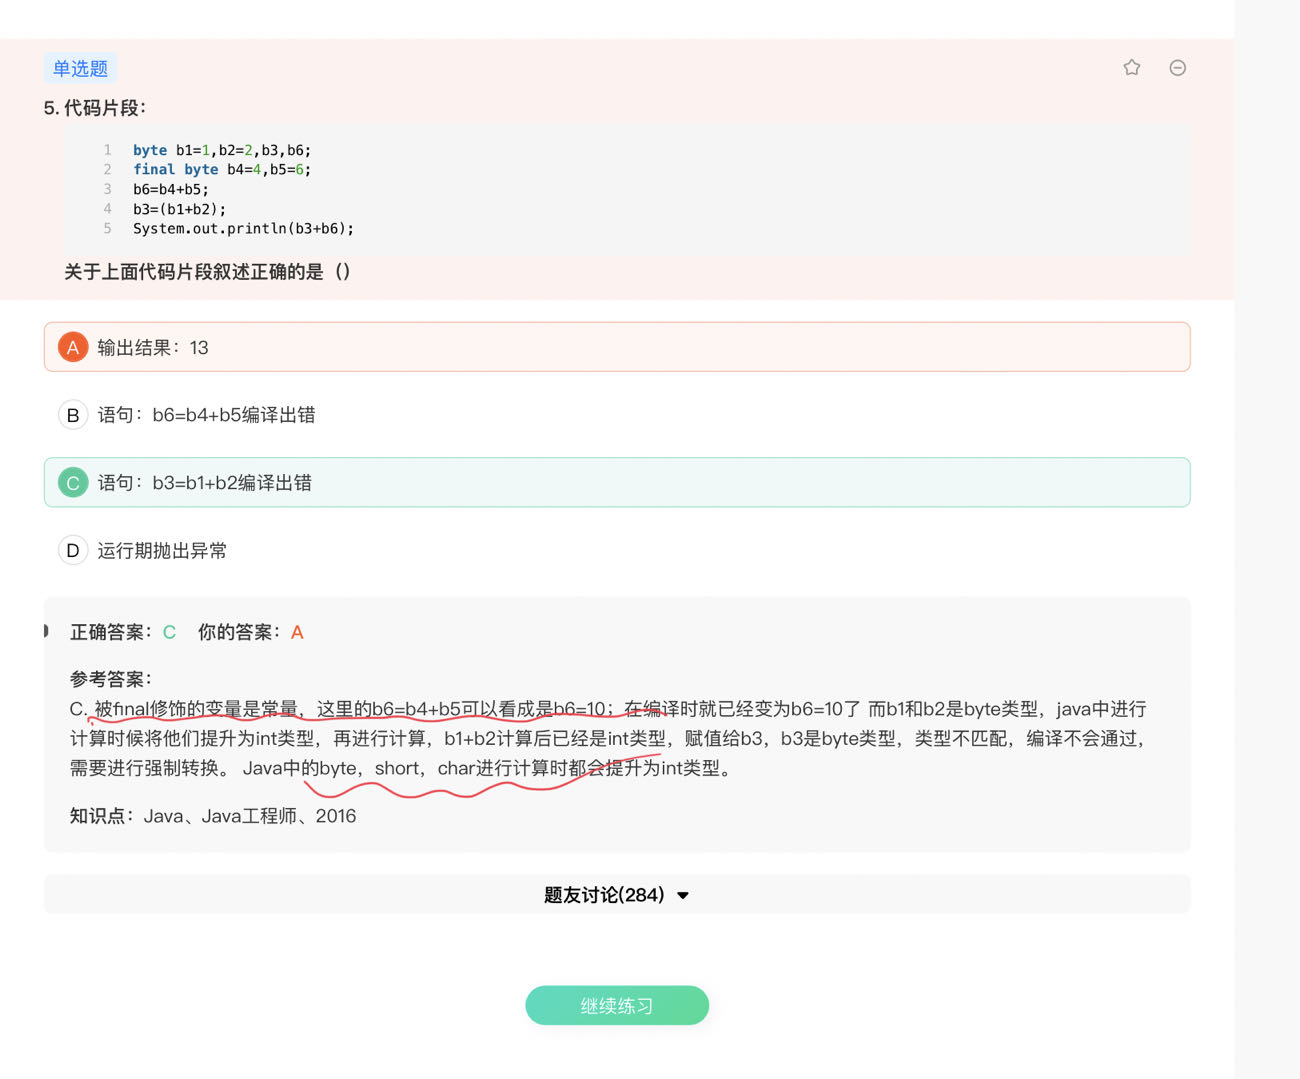 单选题
5. 代码片段：
1 byte b1=1,b2=2,b3,b6;
2 final byte b4=4,b5=6;
3 b6=b4+b5;
4 b3=(b1+b2);
5 System.out.println(b3+b6);
关于上面代码片段叙述正确的是（）
A 输出结果：13
B 语句：b6=b4+b5编译出错
C 语句：b3=b1+b2编译出错
D 运行期抛出异常
正确答案：C 你的答案：A
参考答案：
C. 被final修饰的变量是常量，这里的b6=b4+b5可以看成是b6=10；在编译时就已经变为b6=10了 而b1和b2是byte类型，java中进行
计算时候将他们提升为int类型，再进行计算，b1+b2计算后已经是int类型，赋值给b3，b3是byte类型，类型不匹配，编译不会通过，
需要进行强制转换。 Java中的byte，short，char进行计算时都会提升为int类型。
知识点：Java、Java工程师、2016
题友讨论(284)
继续练习